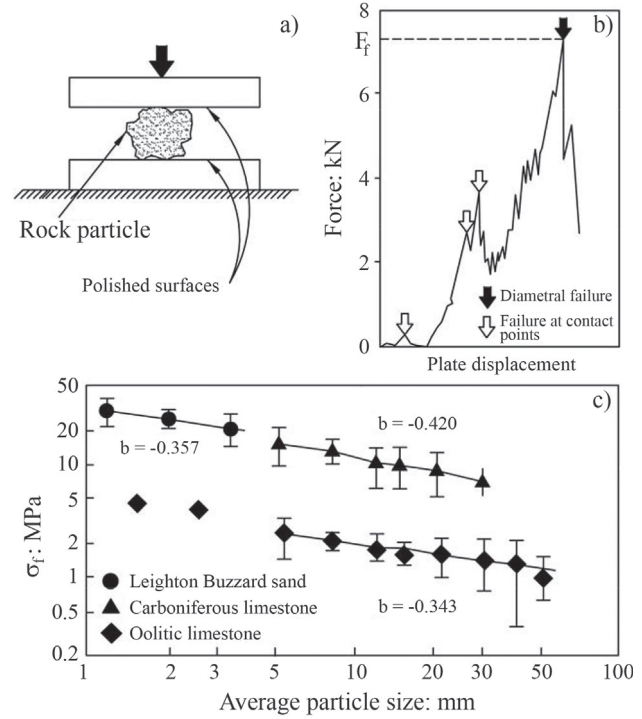 a)
Rock particle
Polished surfaces
b)
8
F_f
6
4
2
0
Force: kN
Diametral failure
Failure at contact
points
Plate displacement
c)
50
20
10
5
2
1
0.5
0.2
σ_f: MPa
b = -0.357
b = -0.420
b = -0.343
Leighton Buzzard sand
Carboniferous limestone
Oolitic limestone
1 2 5 10 20 30 50 100
Average particle size: mm